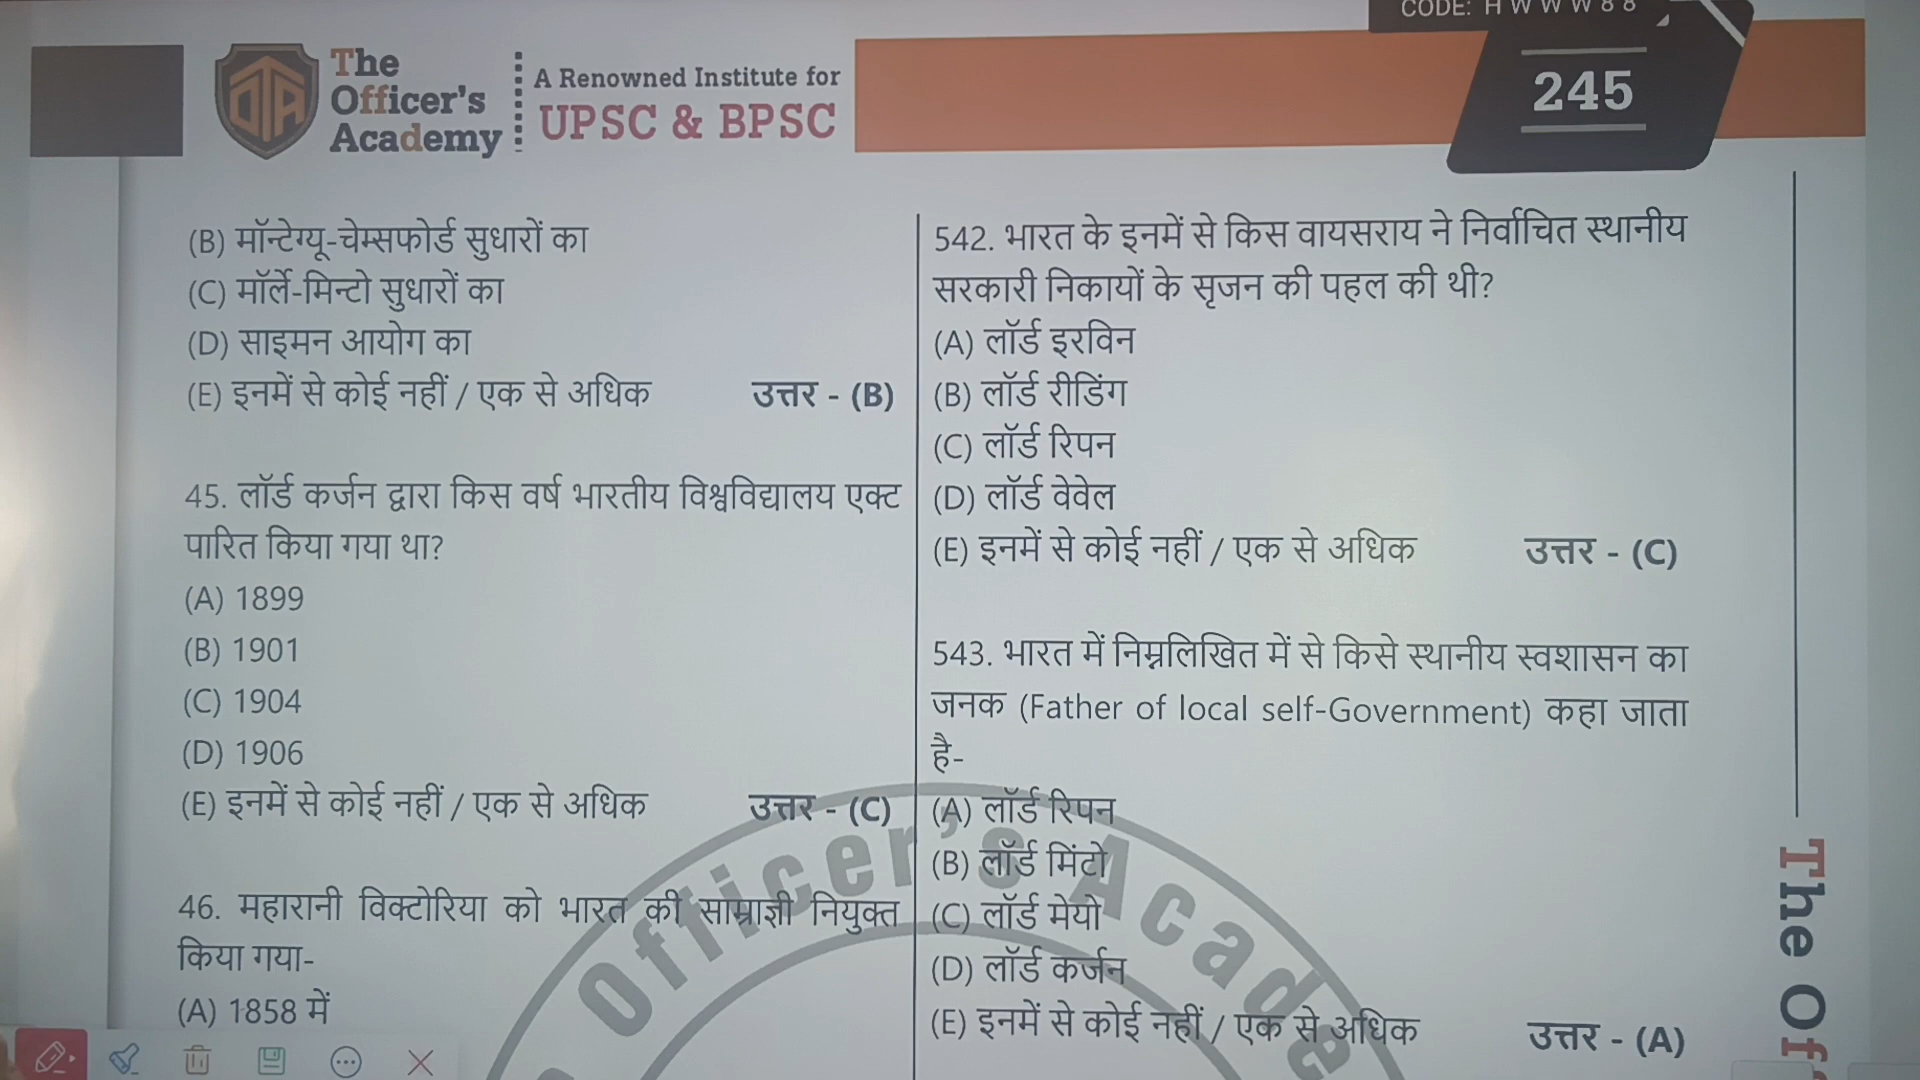 CODE: HWWW88
The
Officer's
Academy
A Renowned Institute for
UPSC & BPSC
245
(B) मॉन्टेग्यू-चेम्सफोर्ड सुधारों का
(C) मॉर्ले-मिन्टो सुधारों का
(D) साइमन आयोग का
(E) इनमें से कोई नहीं / एक से अधिक उत्तर - (B)
45. लॉर्ड कर्जन द्वारा किस वर्ष भारतीय विश्वविद्यालय एक्ट
पारित किया गया था?
(A) 1899
(B) 1901
(C) 1904
(D) 1906
(E) इनमें से कोई नहीं / एक से अधिक उत्तर - (C)
46. महारानी विक्टोरिया को भारत की साम्राज्ञी नियुक्त
किया गया-
(A) 1858 में
542. भारत के इनमें से किस वायसराय ने निर्वाचित स्थानीय
सरकारी निकायों के सृजन की पहल की थी?
(A) लॉर्ड इरविन
(B) लॉर्ड रीडिंग
(C) लॉर्ड रिपन
(D) लॉर्ड वेवेल
(E) इनमें से कोई नहीं / एक से अधिक उत्तर - (C)
543. भारत में निम्नलिखित में से किसे स्थानीय स्वशासन का
जनक (Father of local self-Government) कहा जाता
है-
(A) लॉर्ड रिपन
(B) लॉर्ड मिंटो
(C) लॉर्ड मेयो
(D) लॉर्ड कर्जन
(E) इनमें से कोई नहीं / एक से अधिक उत्तर - (A)
Officer's Acade
The Of